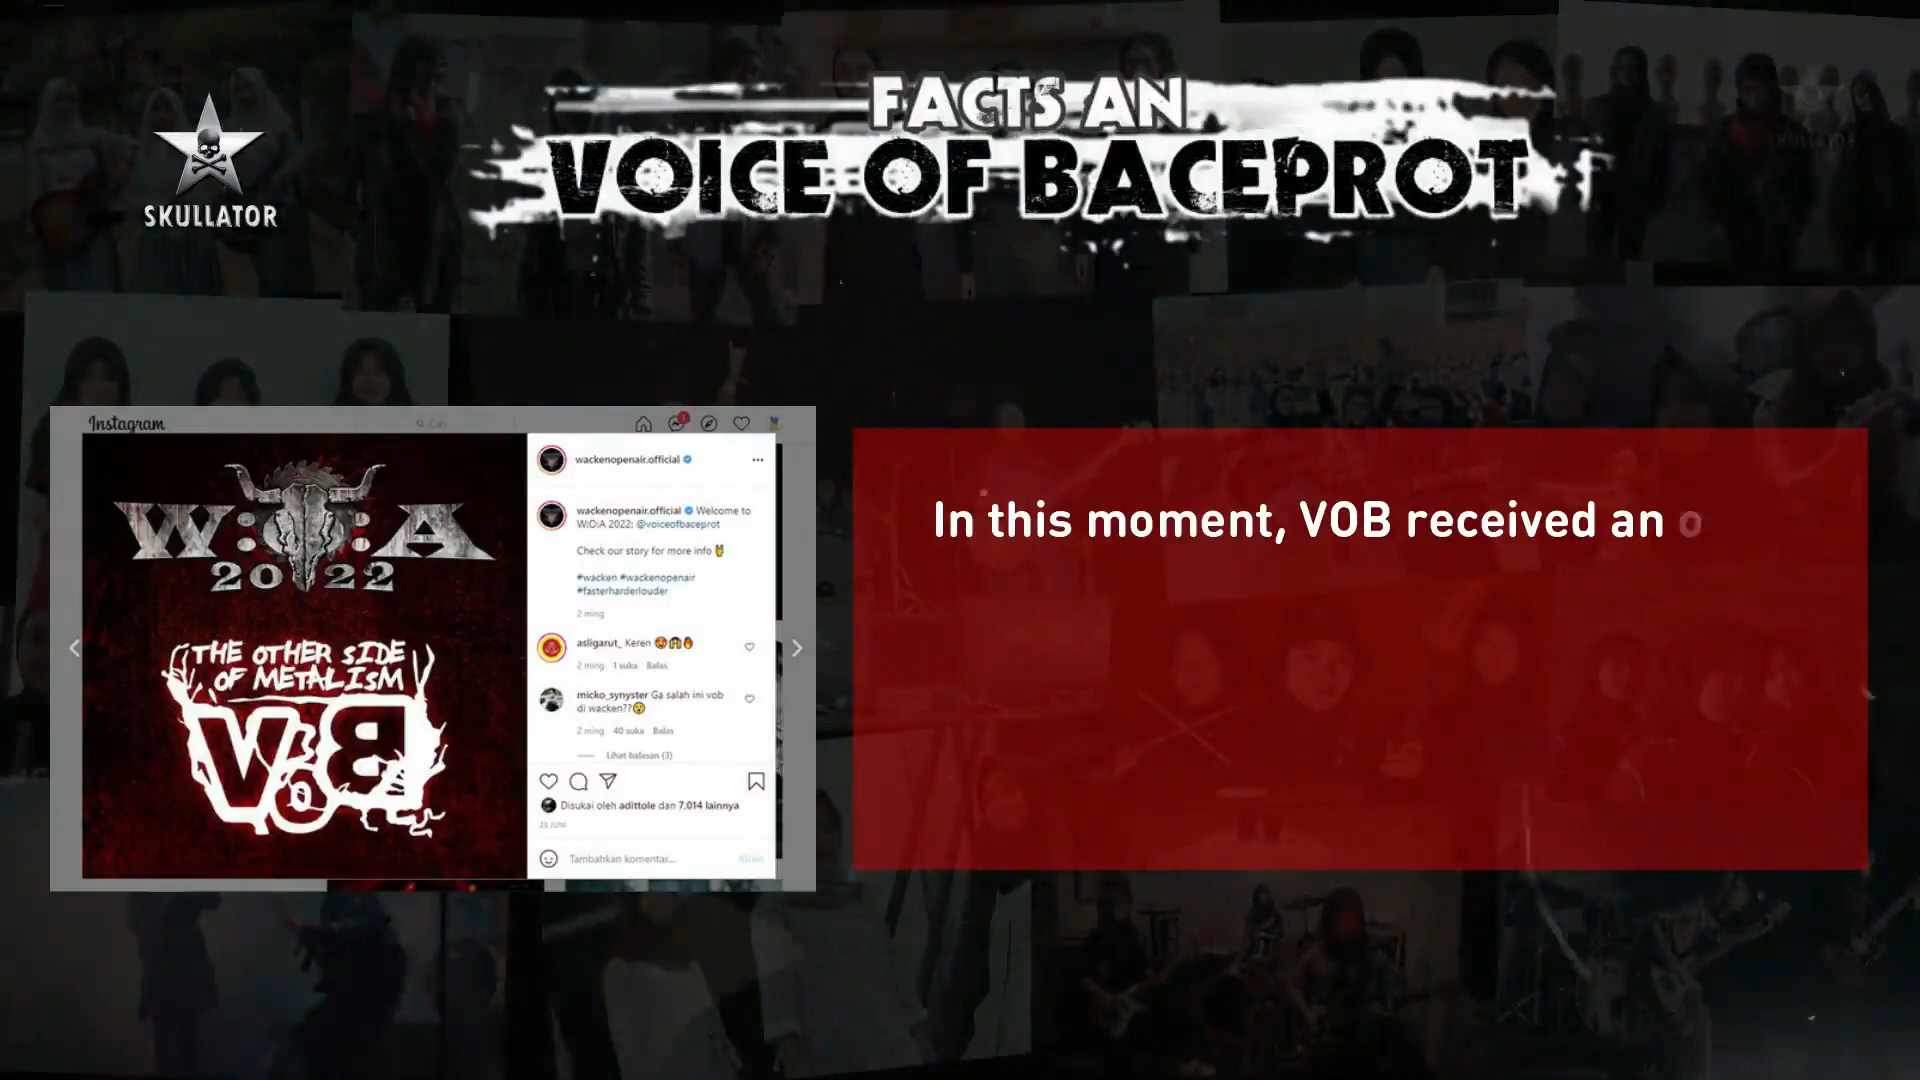 FACTS AN
VOICE OF BACEPROT
SKULLATOR
Instagram
W:O:A
2022
THE OTHER SIDE
OF METALISM
VOB
wackenopenair.official
wackenopenair.official Welcome to
W:O:A 2022: @voiceofbaceprot
Check our story for more info 🤘
#wacken #wackenopenair
#fasterharderlouder
2 ming
asligarut_ Keren 😍😱🔥
2 ming 1 suka Balas
micko_synyster Ga salah ini vob
di wacken??😲
2 ming 40 suka Balas
Lihat balasan (3)
Disukai oleh adittole dan 7.014 lainnya
23 JUNI
Tambahkan komentar...
Kirim
In this moment, VOB received an o